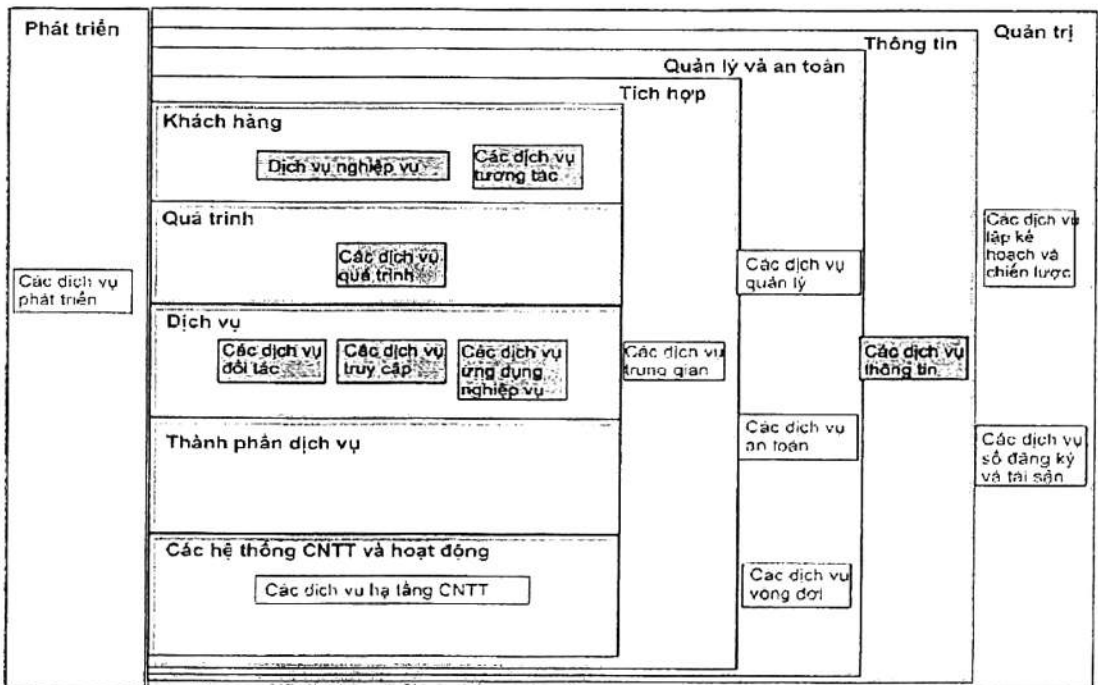 Phát triển
Quản trị
Thông tin
Quản lý và an toàn
Tích hợp
Khách hàng
Dịch vụ nghiệp vụ
Các dịch vụ
tương tác
Quá trình
Các dịch vụ
quá trình
Các dịch vụ
lập kế
hoạch và
chiến lược
Các dịch vụ
quản lý
Các dịch vụ
phát triển
Dịch vụ
Các dịch vụ
đối tác
Các dịch vụ
truy cập
Các dịch vụ
ứng dụng
nghiệp vụ
Các dịch vụ
trung gian
Các dịch vụ
thông tin
Thành phần dịch vụ
Các dịch vụ
an toàn
Các dịch vụ
sổ đăng ký
và tài sản
Các hệ thống CNTT và hoạt động
Các dịch vụ hạ tầng CNTT
Các dịch vụ
vòng đời